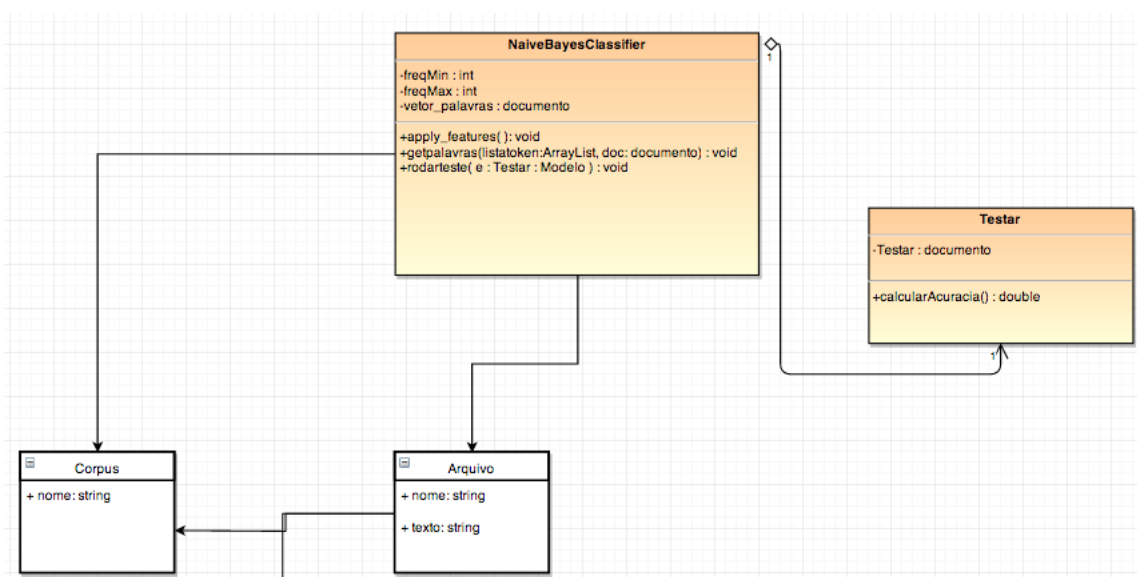 NaiveBayesClassifier
-freqMin : int
-freqMax : int
-vetor_palavras : documento
+apply_features( ): void
+getpalavras(listatoken:ArrayList, doc: documento) : void
+rodarteste( e : Testar : Modelo ) : void
1
Testar
-Testar : documento
+calcularAcuracia() : double
1
Corpus
+ nome: string
Arquivo
+ nome: string
+ texto: string